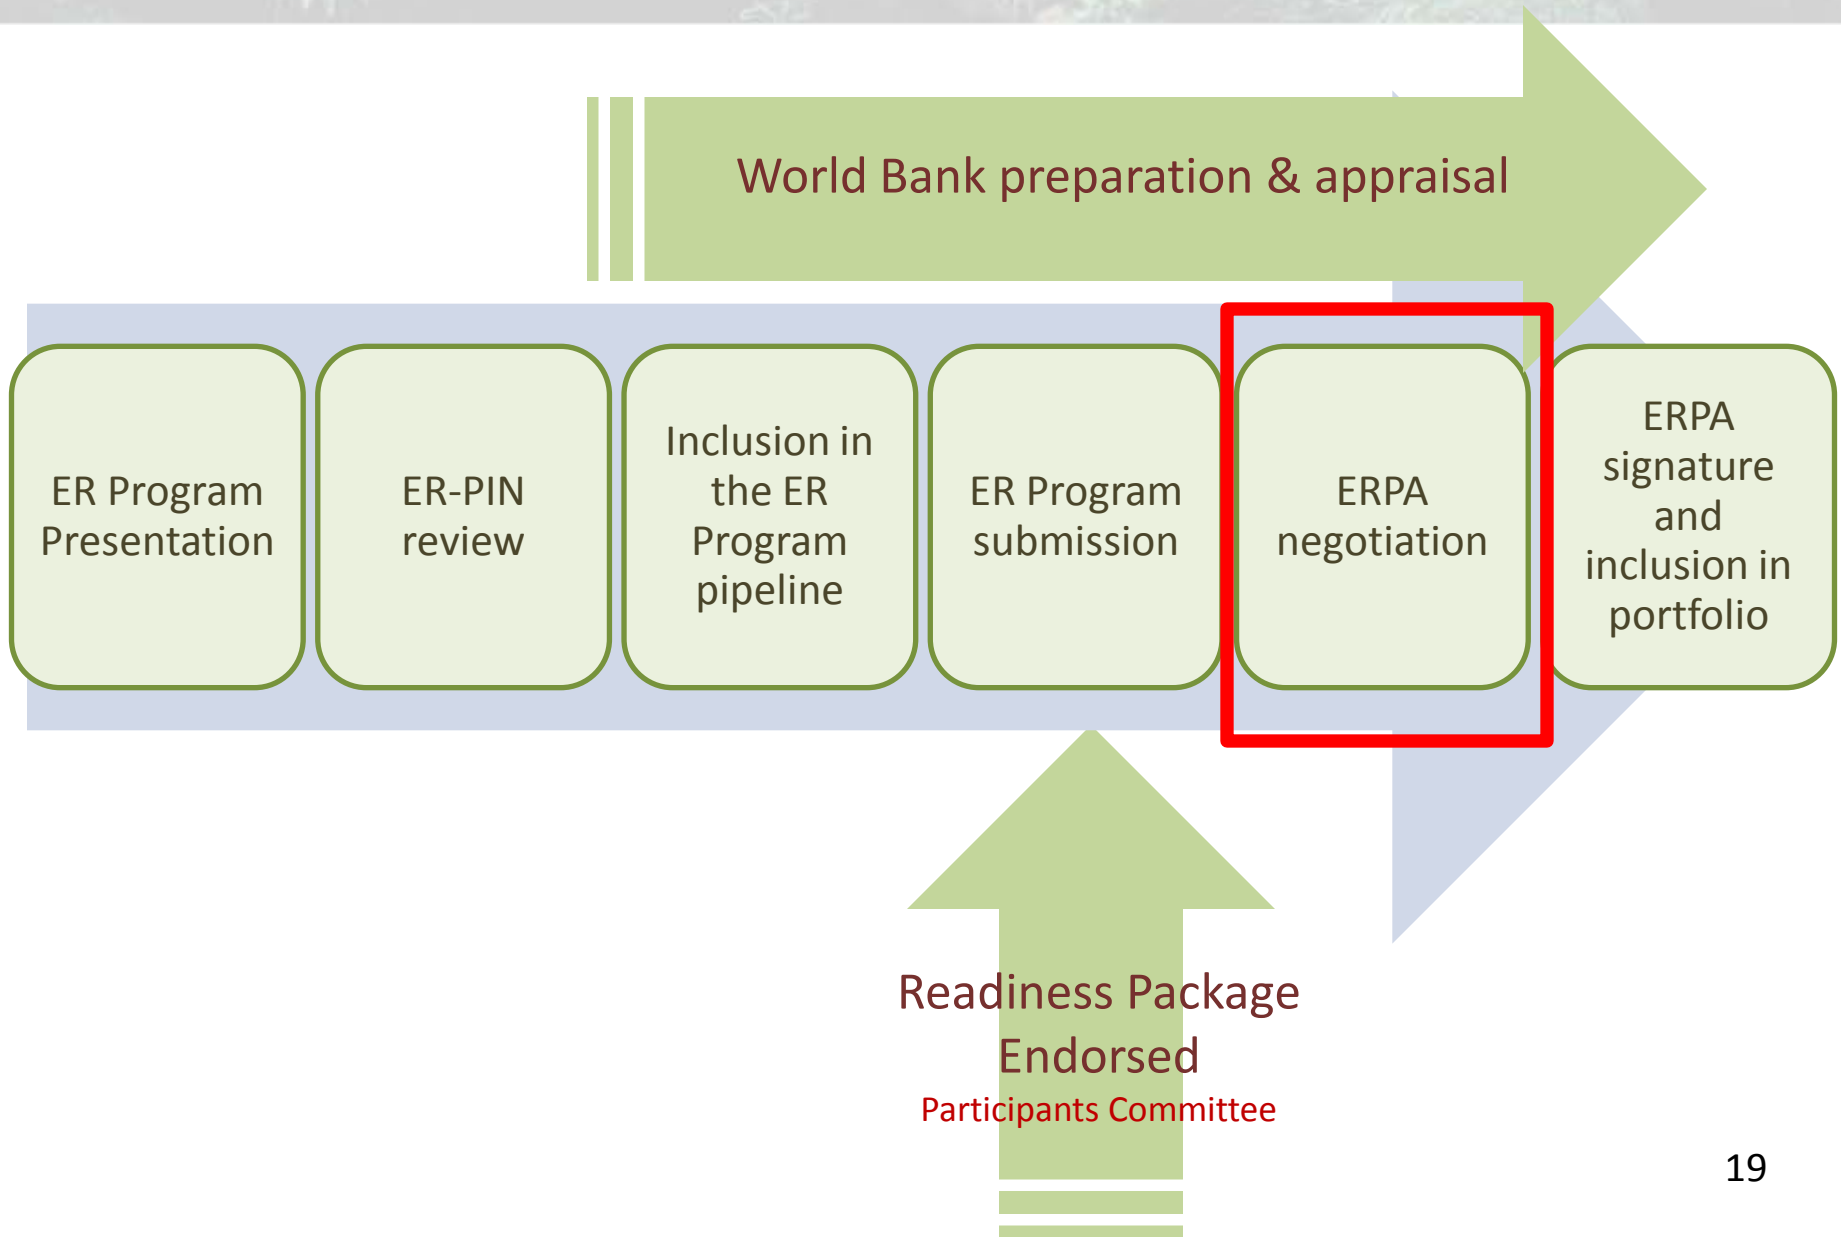 World Bank preparation & appraisal
ER Program
Presentation
ER-PIN
review
Inclusion in
the ER
Program
pipeline
ER Program
submission
ERPA
negotiation
ERPA
signature
and
inclusion in
portfolio
Readiness Package
Endorsed
Participants Committee
19